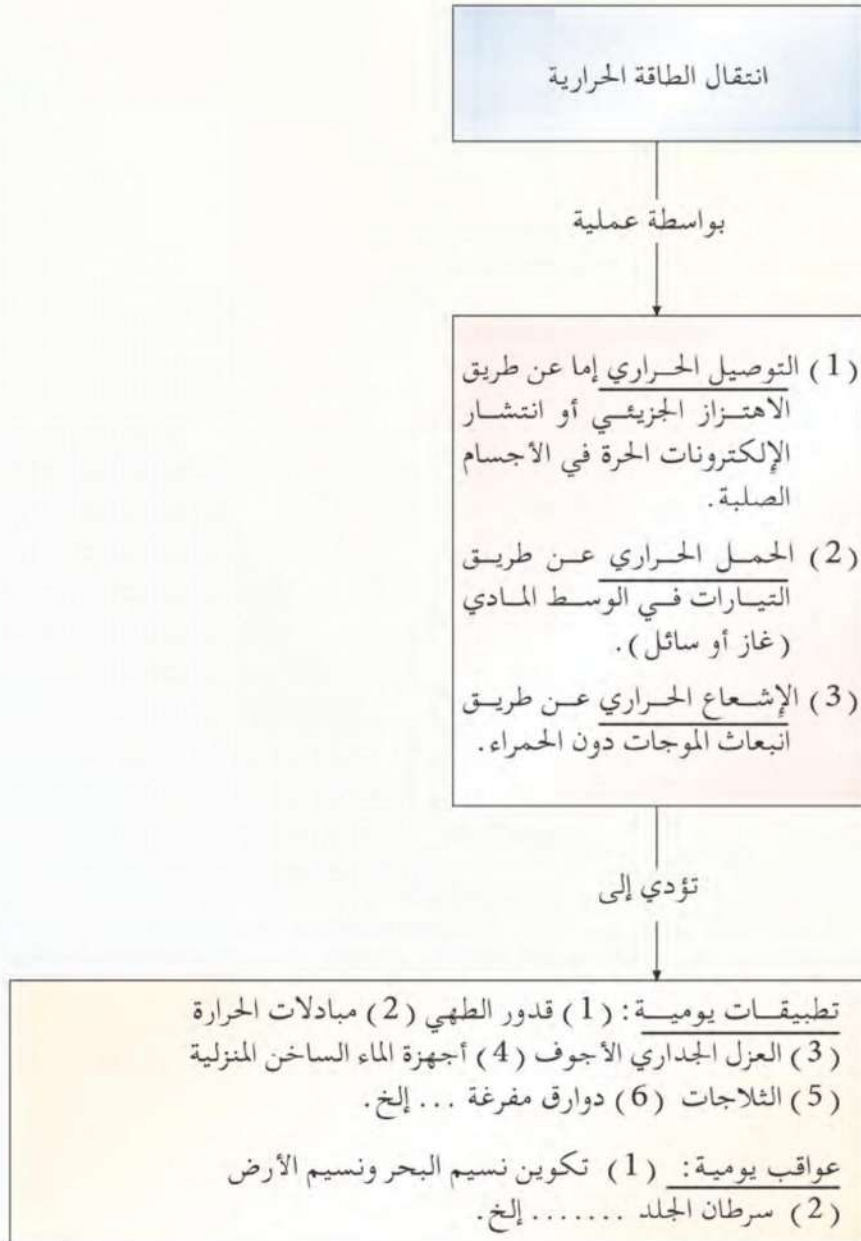 انتقال الطاقة الحرارية
بواسطة عملية
(1) التوصيل الحراري إما عن طريق
الاهتزاز الجزيئي أو انتشار
الإلكترونات الحرة في الأجسام
الصلبة.
(2) الحمل الحراري عن طريق
التيارات في الوسط المادي
(غاز أو سائل).
(3) الإشعاع الحراري عن طريق
انبعاث الموجات دون الحمراء.
تؤدي إلى
تطبيقات يومية: (1) قدور الطهي (2) مبادلات الحرارة
(3) العزل الجداري الأجوف (4) أجهزة الماء الساخن المنزلية
(5) الثلاجات (6) دوارق مفرغة ... إلخ.
عواقب يومية: (1) تكوين نسيم البحر ونسيم الأرض
(2) سرطان الجلد ....... إلخ.